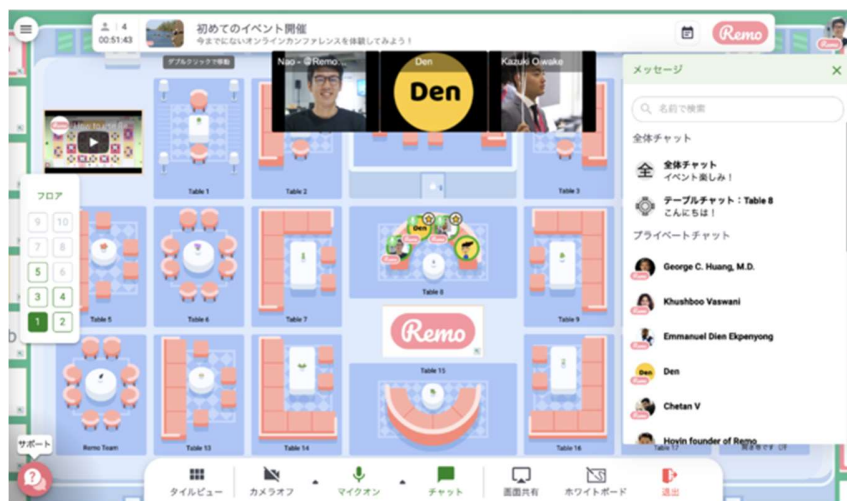 4
00:51:43
初めてのイベント開催
今までにないオンラインカンファレンスを体験してみよう！
Remo
ダブルクリックで移動
Nao - @Remo...
Den
Kazuki Oiwake
Den
メッセージ
名前で検索
全体チャット
全
全体チャット
イベント楽しみ！
テーブルチャット：Table 8
こんにちは！
プライベートチャット
George C. Huang, M.D.
Khushboo Vaswani
Emmanuel Dien Ekpenyong
Den
Den
Chetan V
Hovin founder of Remo
フロア
9 10
7 8
5 6
3 4
1 2
Table 1
Table 2
Table 3
Table 5
Table 6
Table 7
Den
Table 8
Table 9
Remo
Table 15
Remo Team
Table 13
Table 14
Table 16
Table 17
サポート
タイルビュー
カメラオフ
マイクオン
チャット
画面共有
ホワイトボード
退出